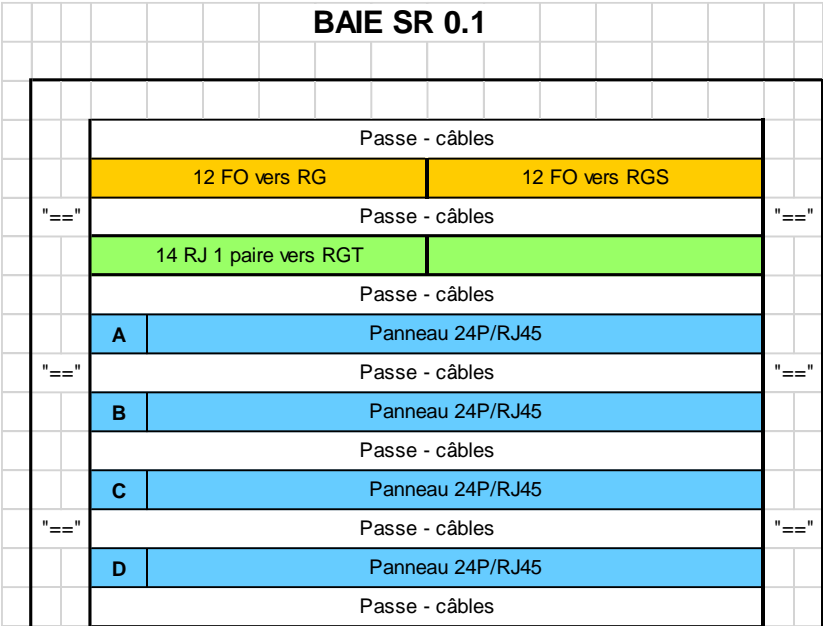 BAIE SR 0.1
Passe - câbles
12 FO vers RG 12 FO vers RGS
"==" Passe - câbles "=="
14 RJ 1 paire vers RGT
Passe - câbles
A Panneau 24P/RJ45
"==" Passe - câbles "=="
B Panneau 24P/RJ45
Passe - câbles
C Panneau 24P/RJ45
"==" Passe - câbles "=="
D Panneau 24P/RJ45
Passe - câbles